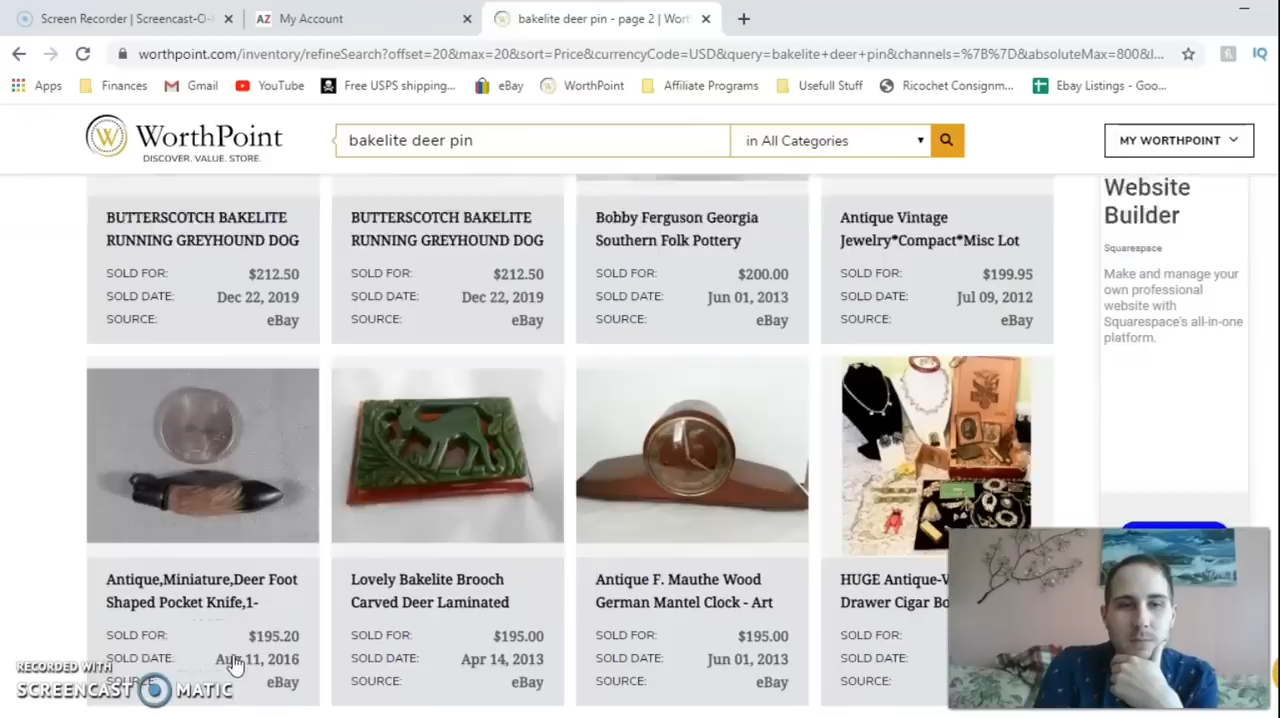 Screen Recorder | Screencast-O-
AZ My Account
bakelite deer pin - page 2 | Wort
worthpoint.com/inventory/refineSearch?offset=20&max=20&sort=Price&currencyCode=USD&query=bakelite+deer+pin&channels=%7B%7D&absoluteMax=800&l...
IQ
Apps Finances Gmail YouTube Free USPS shipping... eBay WorthPoint Affiliate Programs Usefull Stuff Ricochet Consignm... Ebay Listings - Goo...
W WorthPoint
DISCOVER. VALUE. STORE.
bakelite deer pin
in All Categories
MY WORTHPOINT
BUTTERSCOTCH BAKELITE
RUNNING GREYHOUND DOG
SOLD FOR: $212.50
SOLD DATE: Dec 22, 2019
SOURCE: eBay
BUTTERSCOTCH BAKELITE
RUNNING GREYHOUND DOG
SOLD FOR: $212.50
SOLD DATE: Dec 22, 2019
SOURCE: eBay
Bobby Ferguson Georgia
Southern Folk Pottery
SOLD FOR: $200.00
SOLD DATE: Jun 01, 2013
SOURCE: eBay
Antique Vintage
Jewelry*Compact*Misc Lot
SOLD FOR: $199.95
SOLD DATE: Jul 09, 2012
SOURCE: eBay
Website
Builder
Squarespace
Make and manage your
own professional
website with
Squarespace's all-in-one
platform.
Antique,Miniature,Deer Foot
Shaped Pocket Knife,1-
SOLD FOR: $195.20
SOLD DATE: 11, 2016
eBay
Lovely Bakelite Brooch
Carved Deer Laminated
SOLD FOR: $195.00
SOLD DATE: Apr 14, 2013
SOURCE: eBay
Antique F. Mauthe Wood
German Mantel Clock - Art
SOLD FOR: $195.00
SOLD DATE: Jun 01, 2013
SOURCE: eBay
HUGE Antique-V
Drawer Cigar Bo
SOLD FOR:
SOLD DATE:
SOURCE:
RECORDED WITH
SCREENCAST MATIC